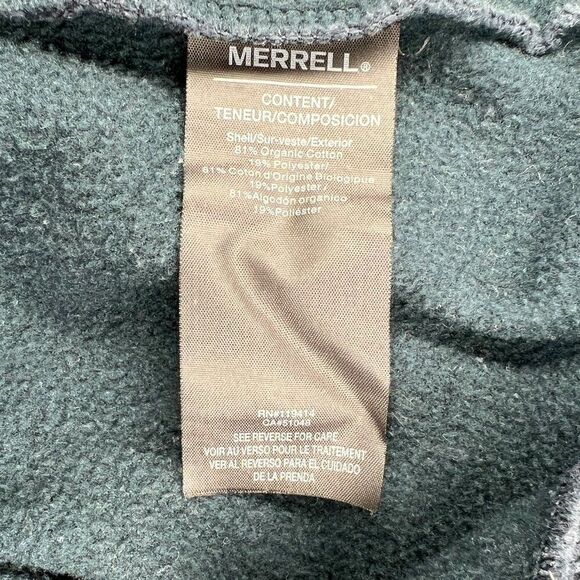 MERRELL®
CONTENT/
TENEUR/COMPOSICION
Shell/Sur-veste/Exterior
81% Organic Cotton
19% Polyester/
81% Coton d'Origine Biologique
19%Polyester /
81%Algodón orgánico
19%Poliéster
RN#119414
CA#51048
SEE REVERSE FOR CARE
VOIR AU VERSO POUR LE TRAITEMENT
VER AL REVERSO PARA EL CUIDADO
DE LA PRENDA